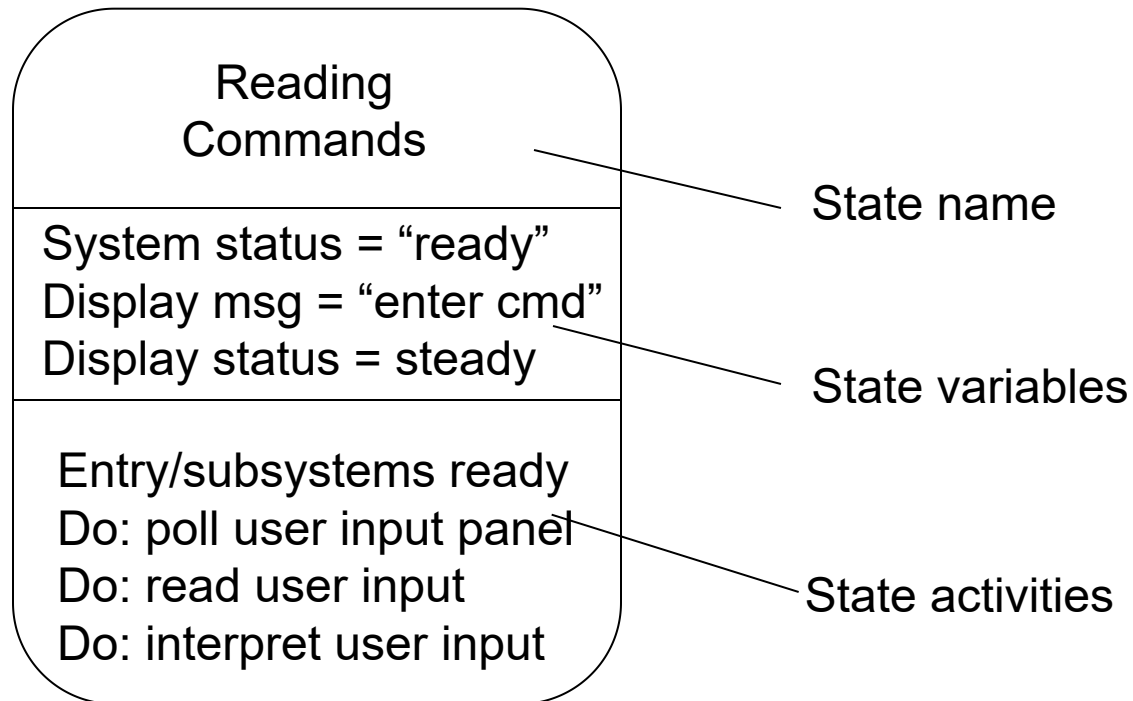 Reading
Commands
State name
System status = “ready”
Display msg = “enter cmd”
Display status = steady
State variables
Entry/subsystems ready
Do: poll user input panel
Do: read user input
Do: interpret user input
State activities